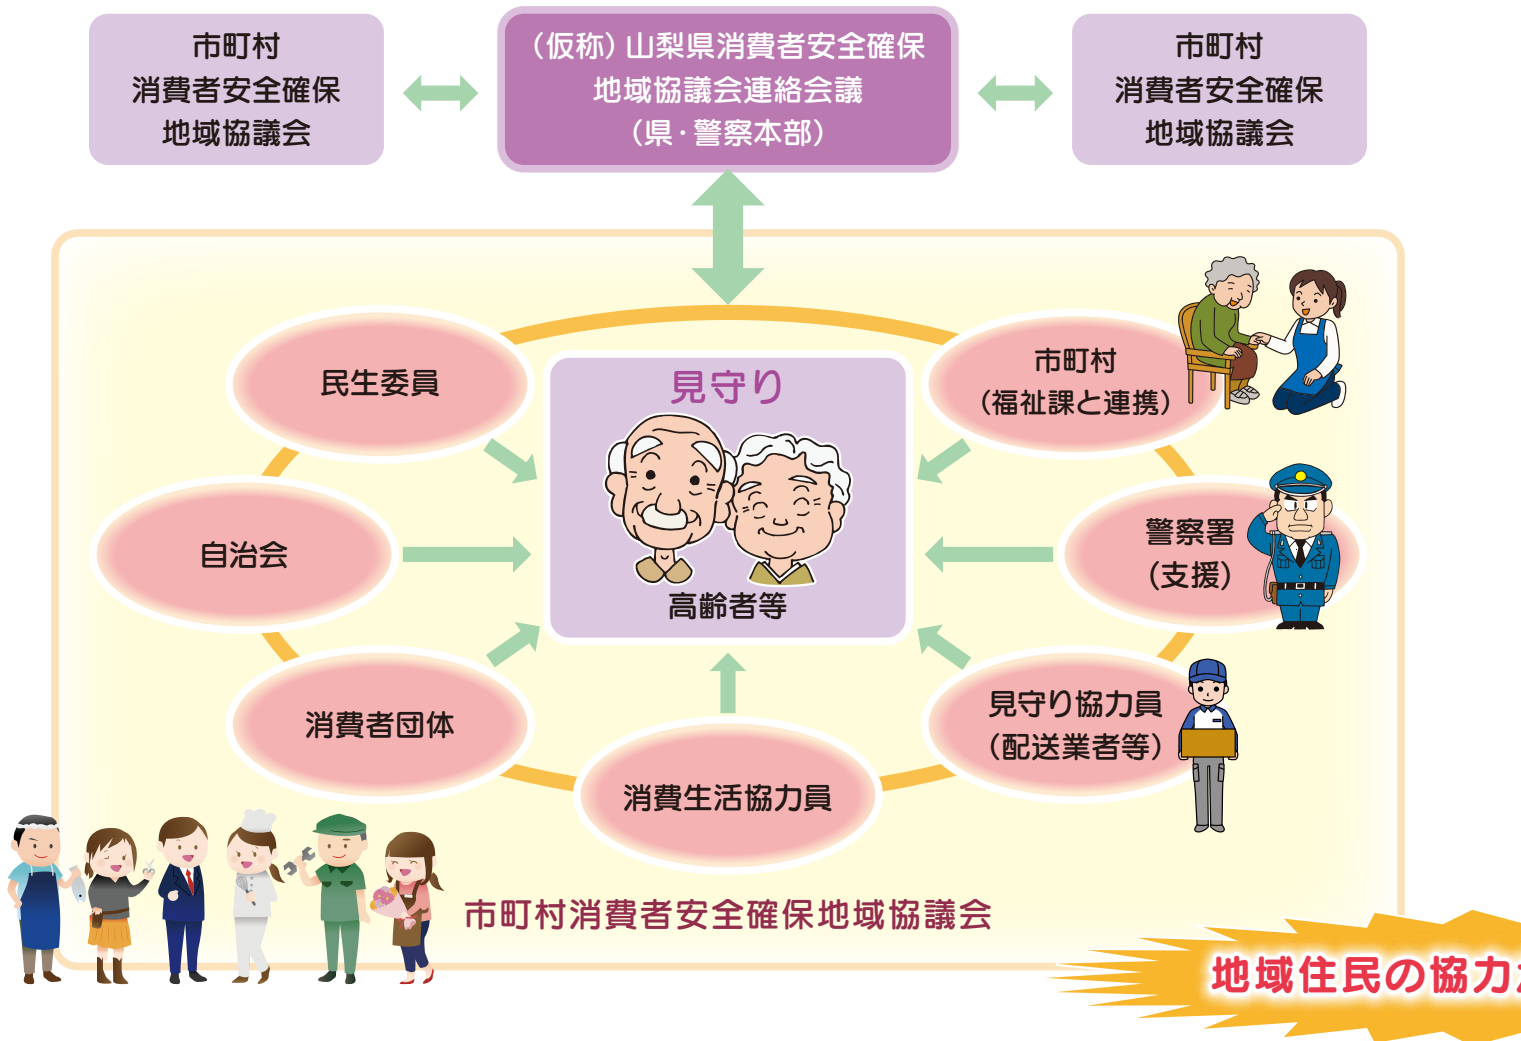 市町村
消費者安全確保
地域協議会
（仮称）山梨県消費者安全確保
地域協議会連絡会議
（県・警察本部）
市町村
消費者安全確保
地域協議会
民生委員
見守り
市町村
（福祉課と連携）
自治会
高齢者等
警察署
（支援）
消費者団体
消費生活協力員
見守り協力員
（配送業者等）
市町村消費者安全確保地域協議会
地域住民の協力